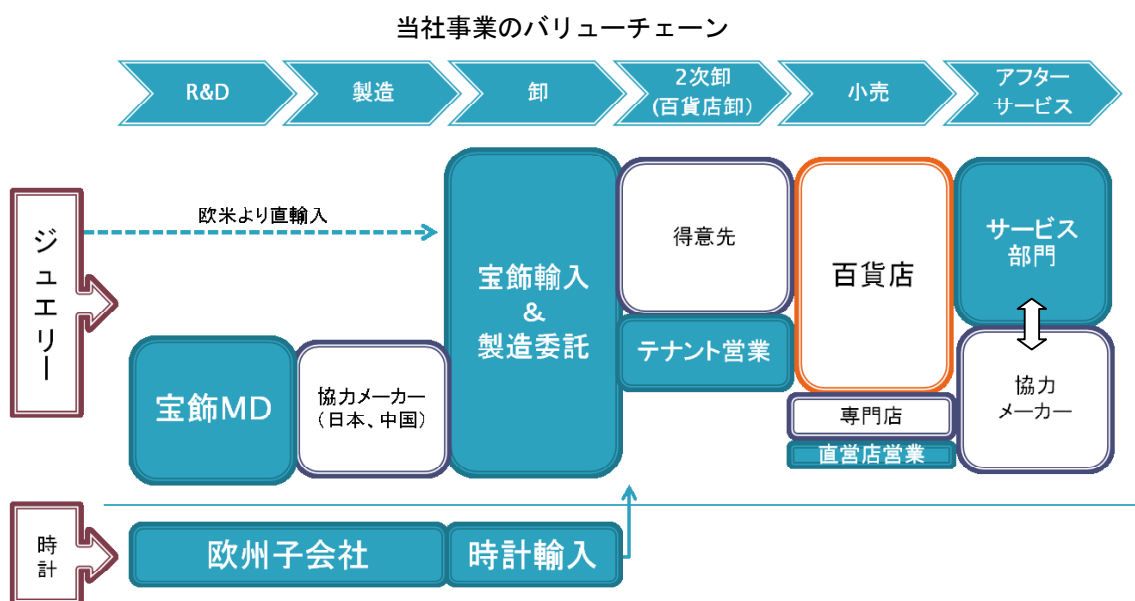 当社事業のバリューチェーン
R&D
製造
卸
2次卸
(百貨店卸)
小売
アフター
サービス
ジュエリー
欧米より直輸入
宝飾MD
協力メーカー
(日本、中国)
宝飾輸入
&
製造委託
得意先
テナント営業
百貨店
専門店
直営店営業
サービス
部門
協力
メーカー
時計
欧州子会社
時計輸入